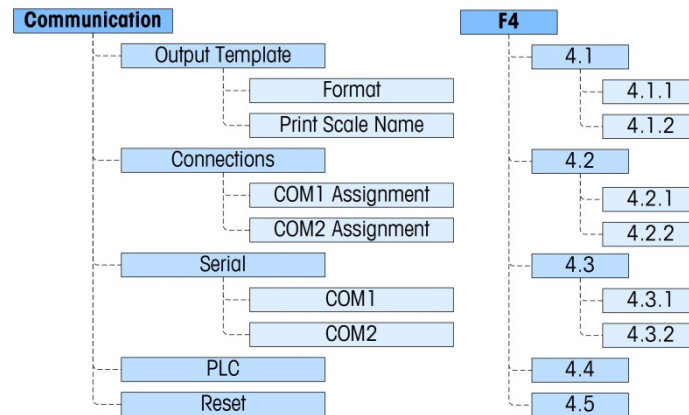 Communication F4
Output Template 4.1
Format 4.1.1
Print Scale Name 4.1.2
Connections 4.2
COM1 Assignment 4.2.1
COM2 Assignment 4.2.2
Serial 4.3
COM1 4.3.1
COM2 4.3.2
PLC 4.4
Reset 4.5